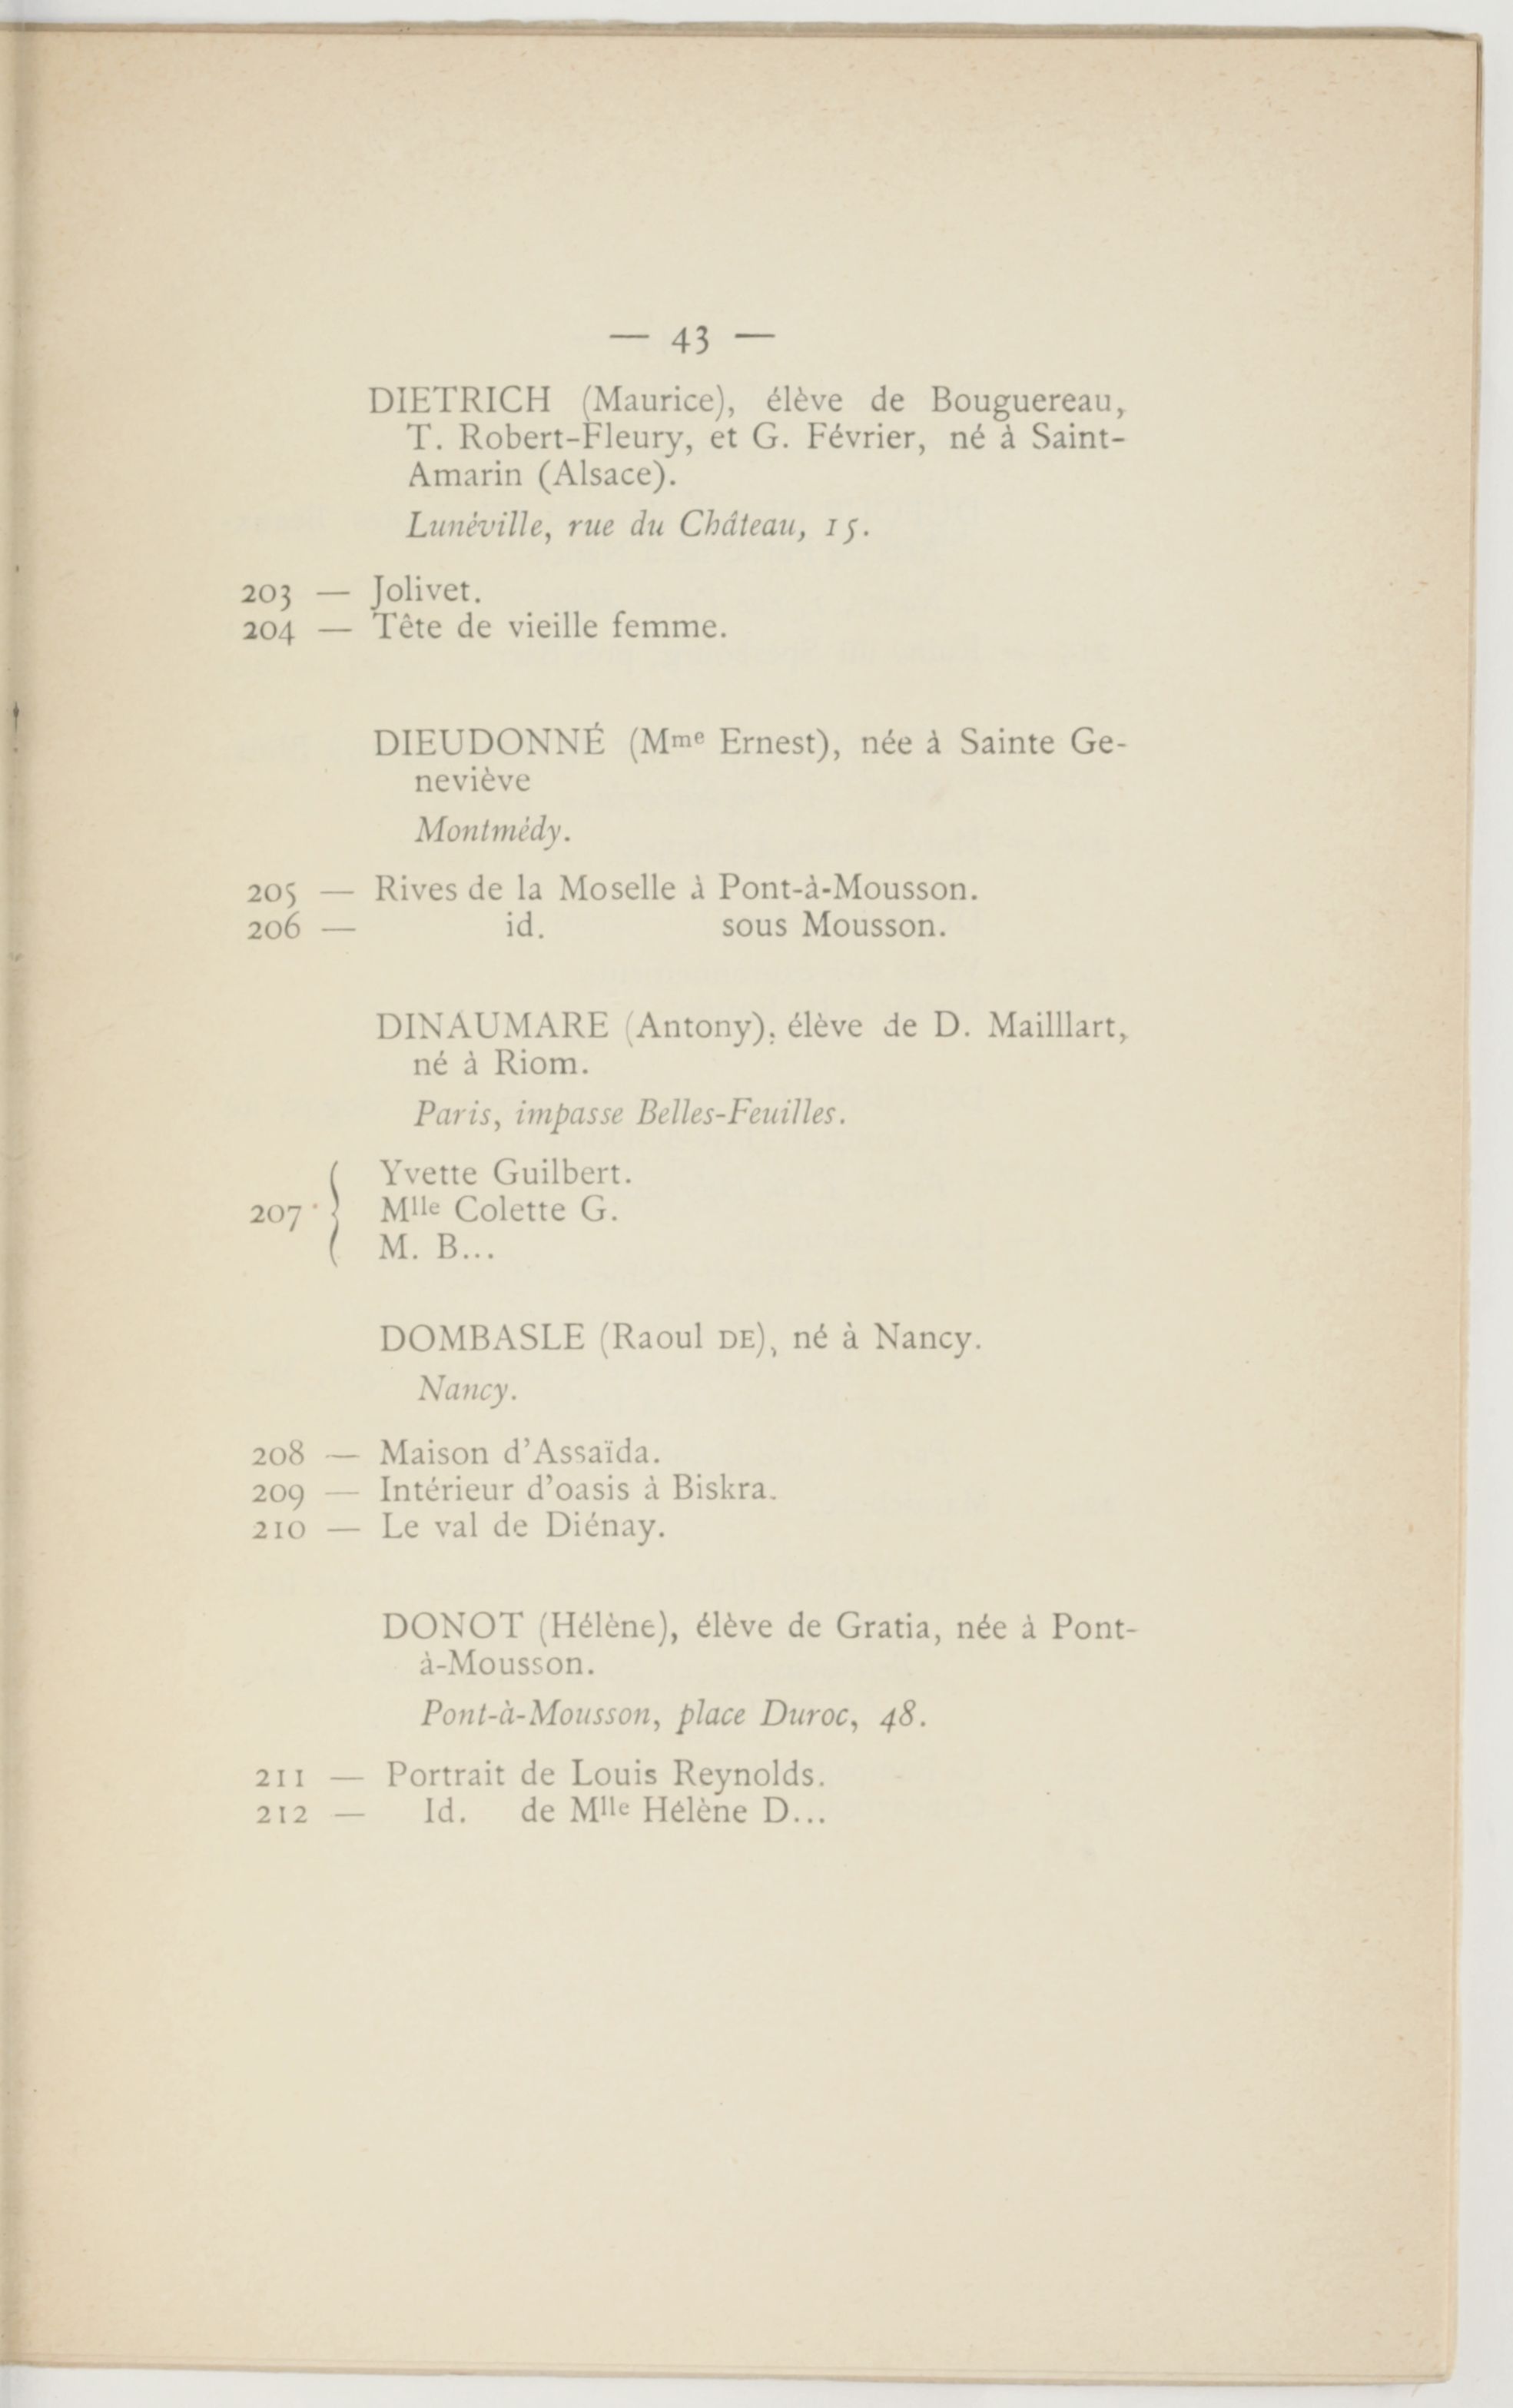 — 43 —
DIETRICH (Maurice), élève de Bouguereau,
T. Robert-Fleury, et G. Février, né à Saint-
Amarin (Alsace).
Lunéville, rue du Château, 15.
203 — Jolivet.
204 — Tête de vieille femme.
DIEUDONNÉ (Mme Ernest), née à Sainte Ge-
neviève
Montmédy.
205 — Rives de la Moselle à Pont-à-Mousson.
206 — id. sous Mousson.
DINAUMARE (Antony), élève de D. Mailllart,
né à Riom.
Paris, impasse Belles-Feuilles.
Yvette Guilbert.
207 { Mlle Colette G.
M. B...
DOMBASLE (Raoul DE), né à Nancy.
Nancy.
208 — Maison d'Assaïda.
209 — Intérieur d'oasis à Biskra.
210 — Le val de Diénay.
DONOT (Hélène), élève de Gratia, née à Pont-
à-Mousson.
Pont-à-Mousson, place Duroc, 48.
211 — Portrait de Louis Reynolds.
212 — Id. de Mlle Hélène D...